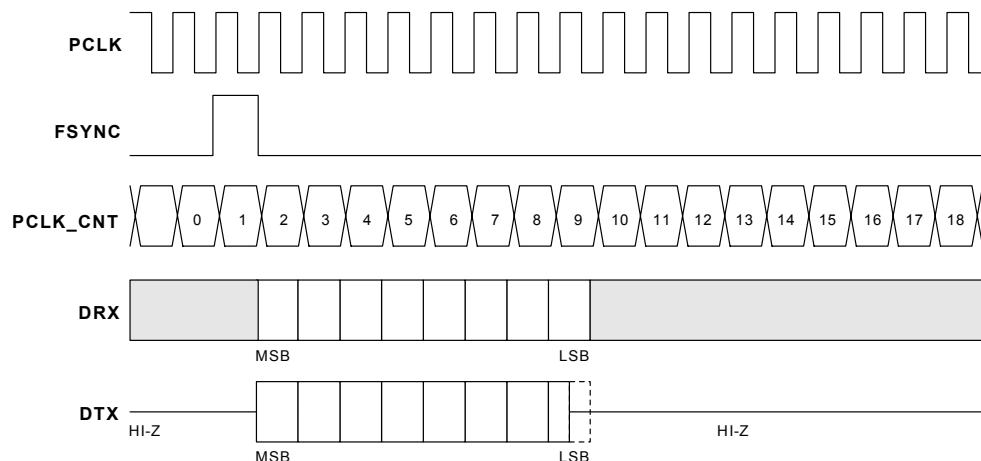 PCLK
FSYNC
PCLK_CNT 0 1 2 3 4 5 6 7 8 9 10 11 12 13 14 15 16 17 18
DRX
MSB LSB
DTX
HI-Z HI-Z
MSB LSB